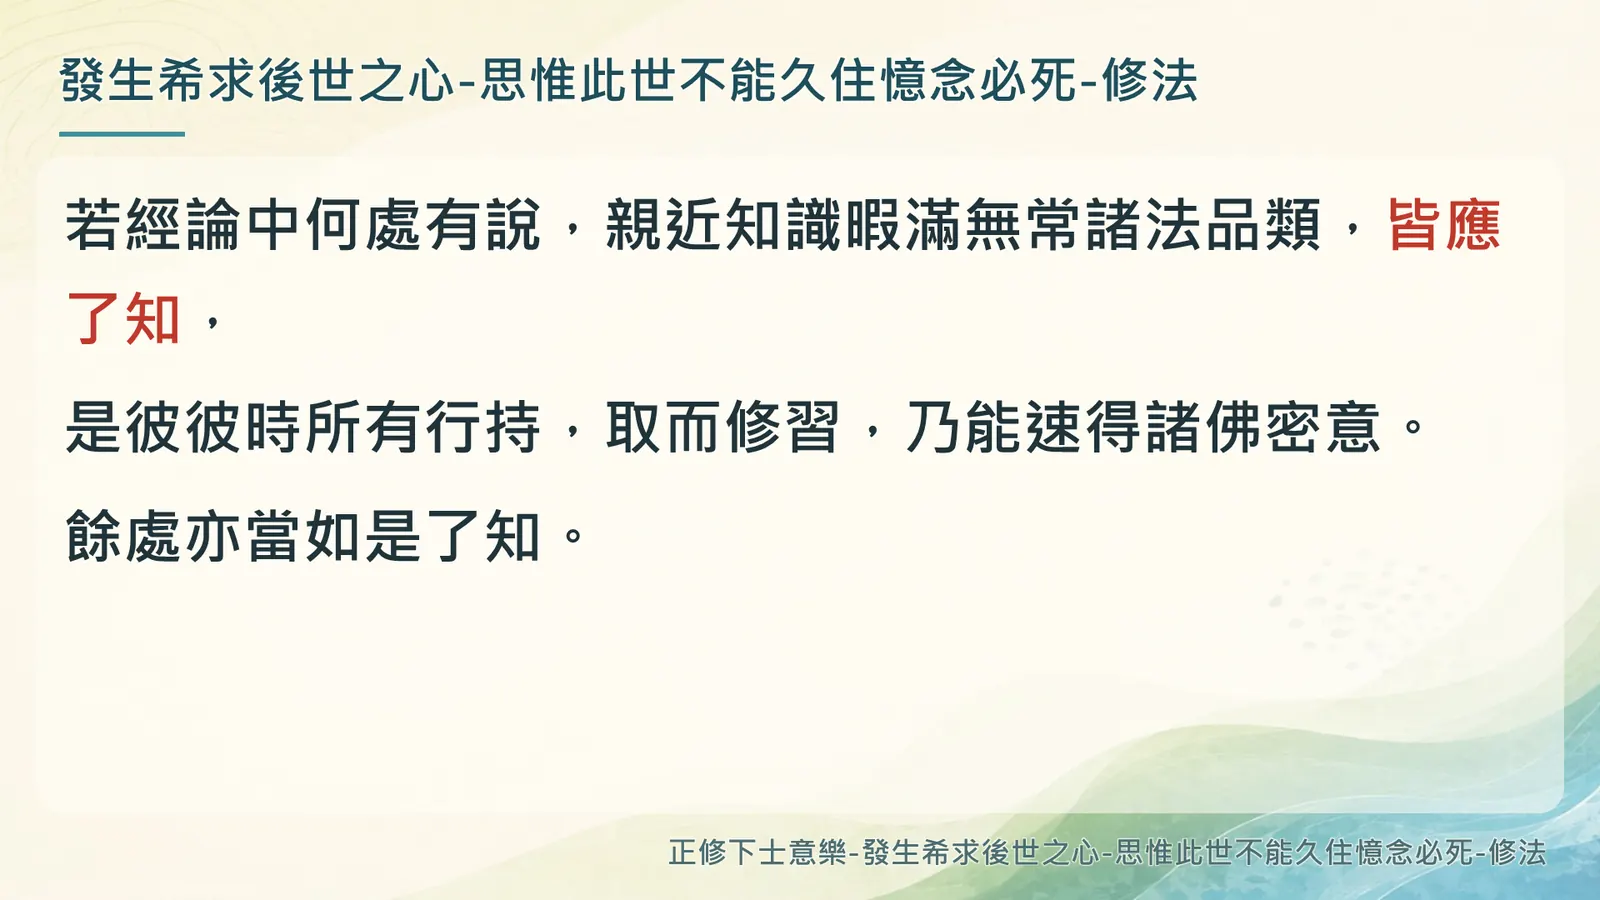 發生希求後世之心-思惟此世不能久住憶念必死-修法
若經論中何處有說，親近知識暇滿無常諸法品類，皆應
了知，
是彼彼時所有行持，取而修習，乃能速得諸佛密意。
餘處亦當如是了知。
正修下士意樂-發生希求後世之心-思惟此世不能久住憶念必死-修法